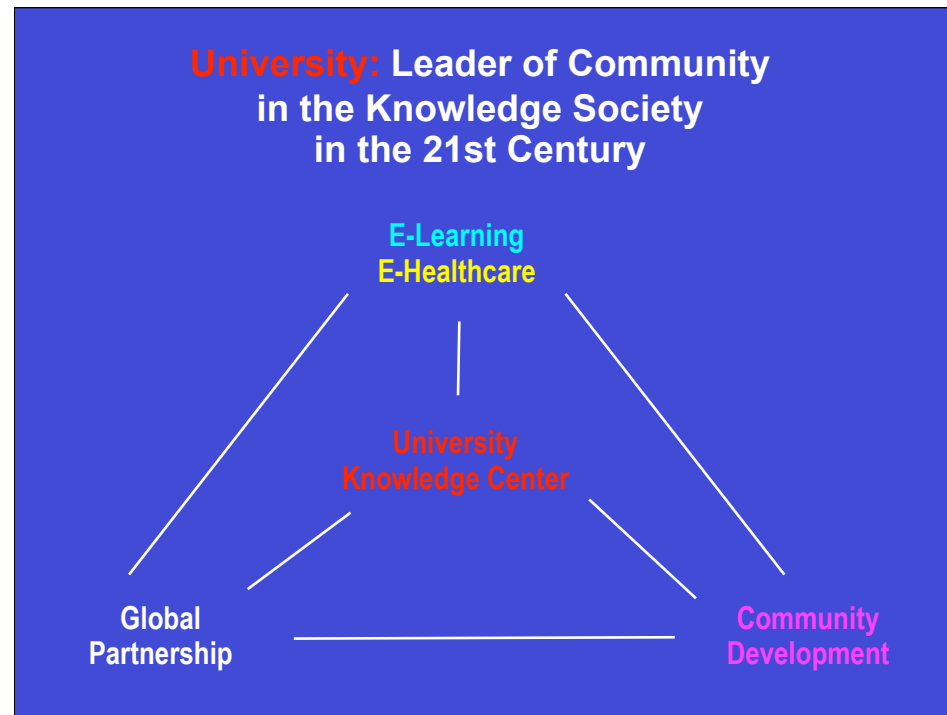 University: Leader of Community
in the Knowledge Society
in the 21st Century
E-Learning
E-Healthcare
University
Knowledge Center
Global
Partnership
Community
Development